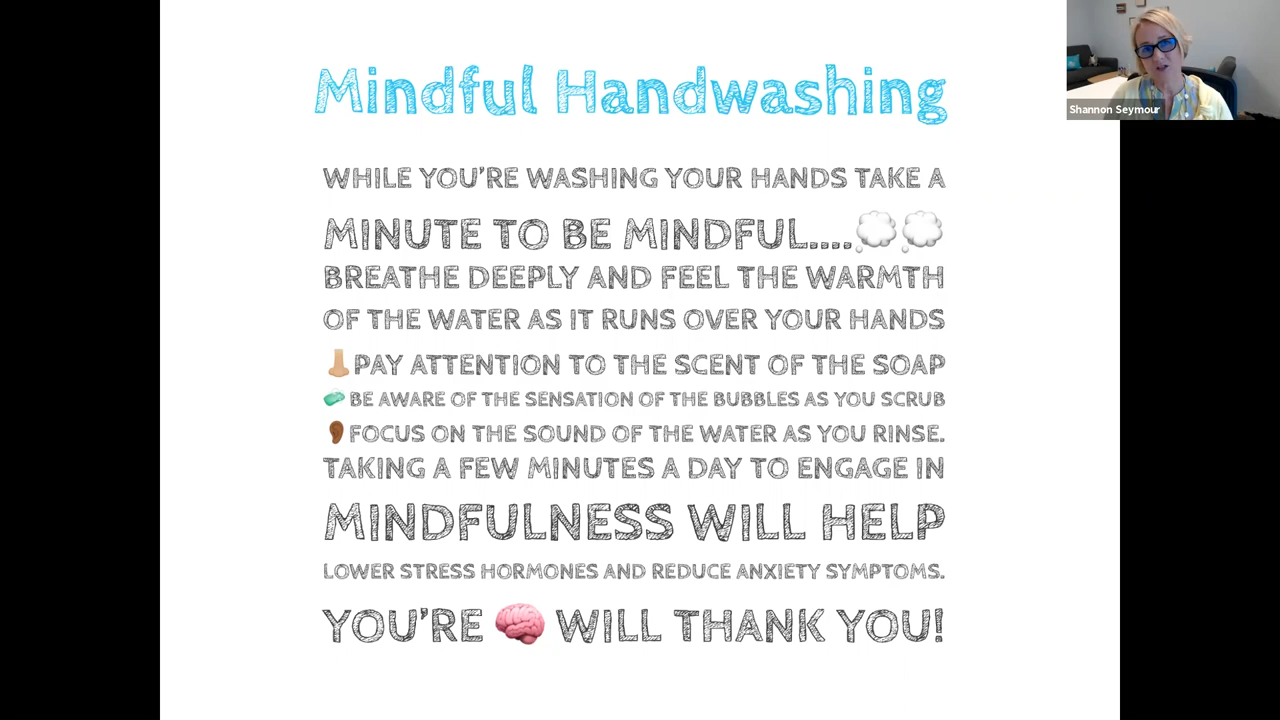 Mindful Handwashing
WHILE YOU'RE WASHING YOUR HANDS TAKE A
MINUTE TO BE MINDFUL....💭💭
BREATHE DEEPLY AND FEEL THE WARMTH
OF THE WATER AS IT RUNS OVER YOUR HANDS
👃🏼PAY ATTENTION TO THE SCENT OF THE SOAP
🧼BE AWARE OF THE SENSATION OF THE BUBBLES AS YOU SCRUB
👂🏾FOCUS ON THE SOUND OF THE WATER AS YOU RINSE.
TAKING A FEW MINUTES A DAY TO ENGAGE IN
MINDFULNESS WILL HELP
LOWER STRESS HORMONES AND REDUCE ANXIETY SYMPTOMS.
YOU'RE 🧠 WILL THANK YOU!
Shannon Seymour